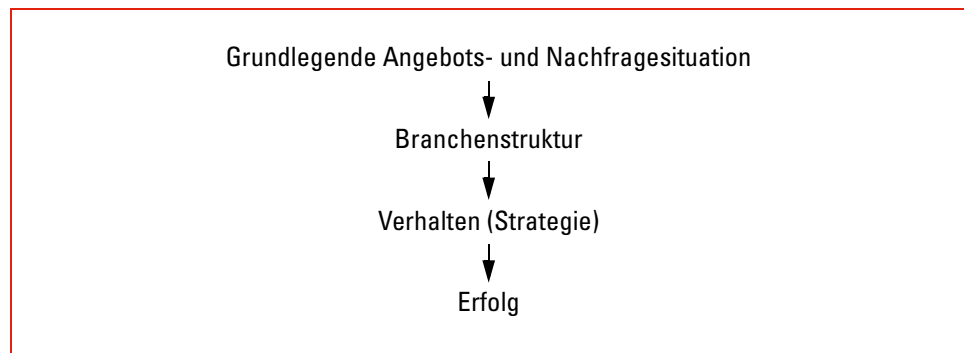 Grundlegende Angebots- und Nachfragesituation
Branchenstruktur
Verhalten (Strategie)
Erfolg